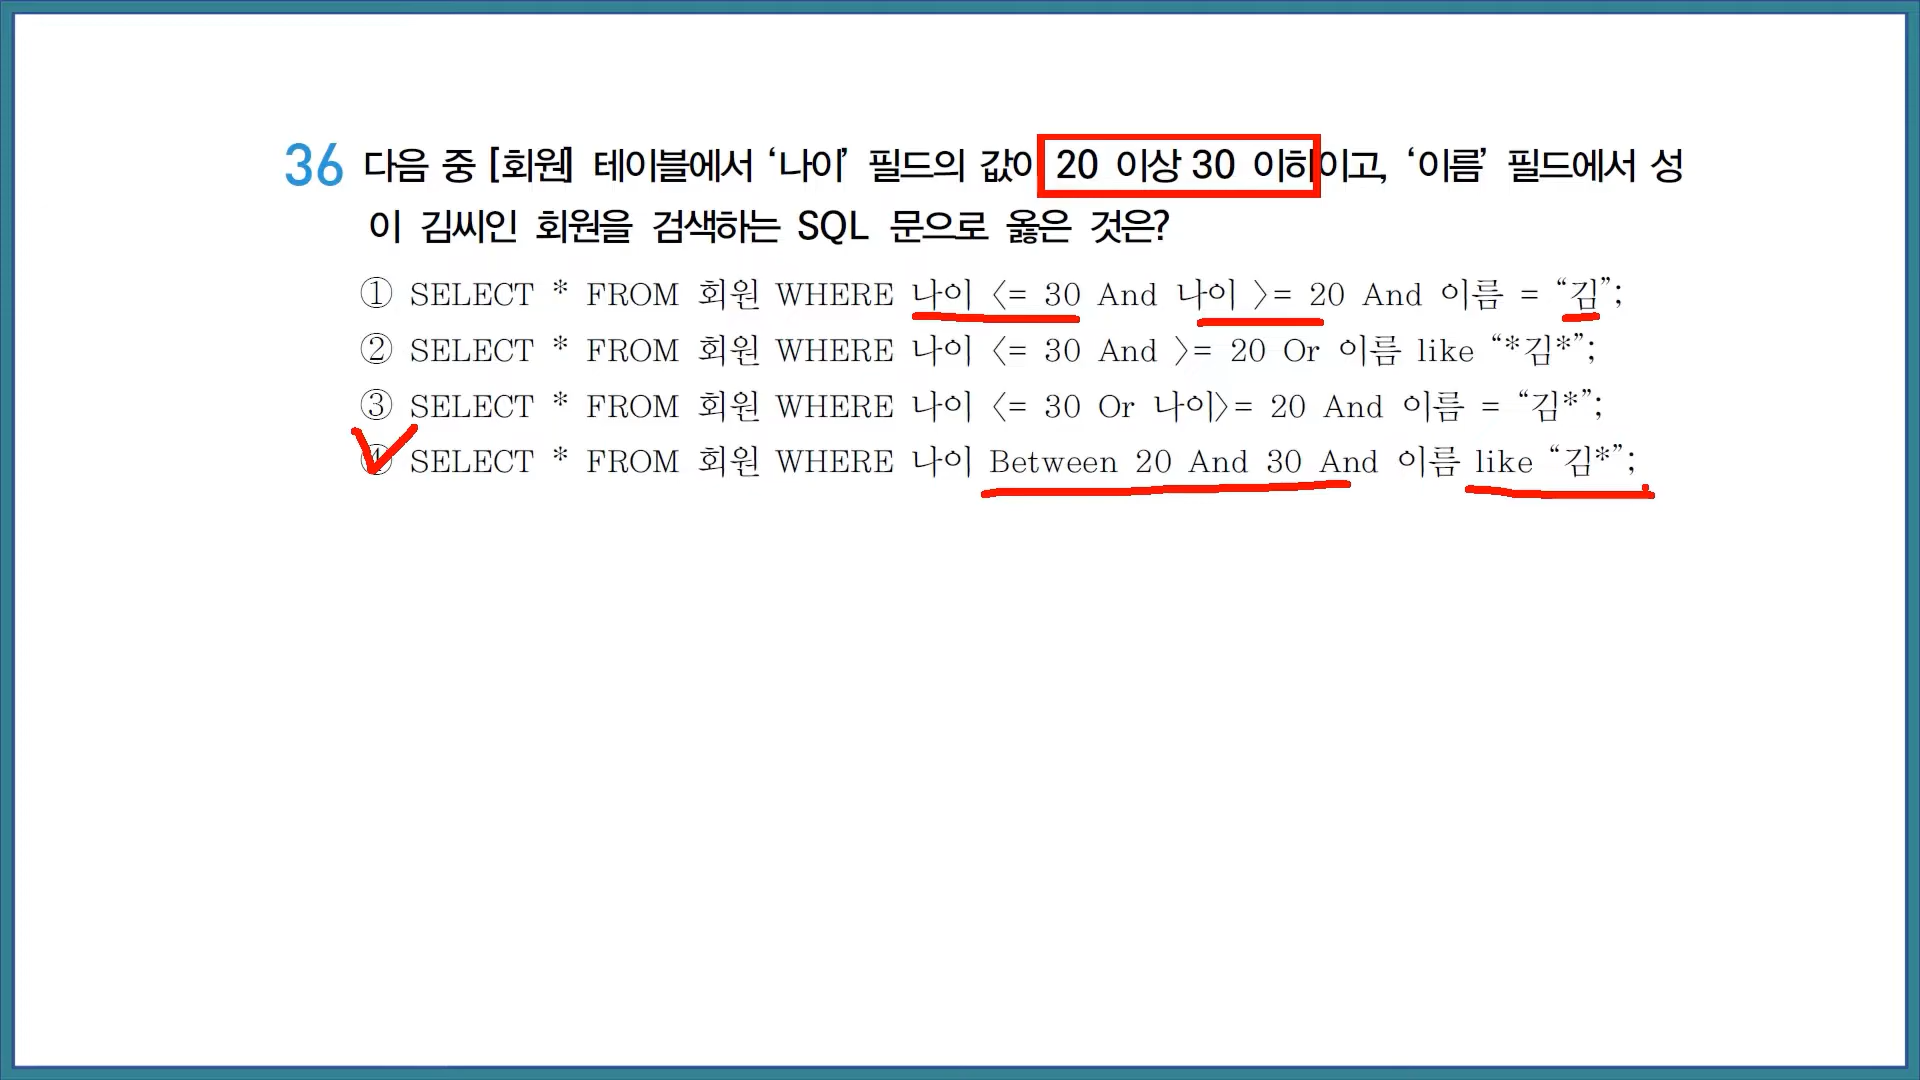 36 다음 중 [회원] 테이블에서 ‘나이’ 필드의 값이 20 이상 30 이하이고, ‘이름’ 필드에서 성
이 김씨인 회원을 검색하는 SQL 문으로 옳은 것은?
① SELECT * FROM 회원 WHERE 나이 <= 30 And 나이 >= 20 And 이름 = “김”;
② SELECT * FROM 회원 WHERE 나이 <= 30 And >= 20 Or 이름 like “*김*”;
③ SELECT * FROM 회원 WHERE 나이 <= 30 Or 나이>= 20 And 이름 = “김*”;
④ SELECT * FROM 회원 WHERE 나이 Between 20 And 30 And 이름 like “김*”;